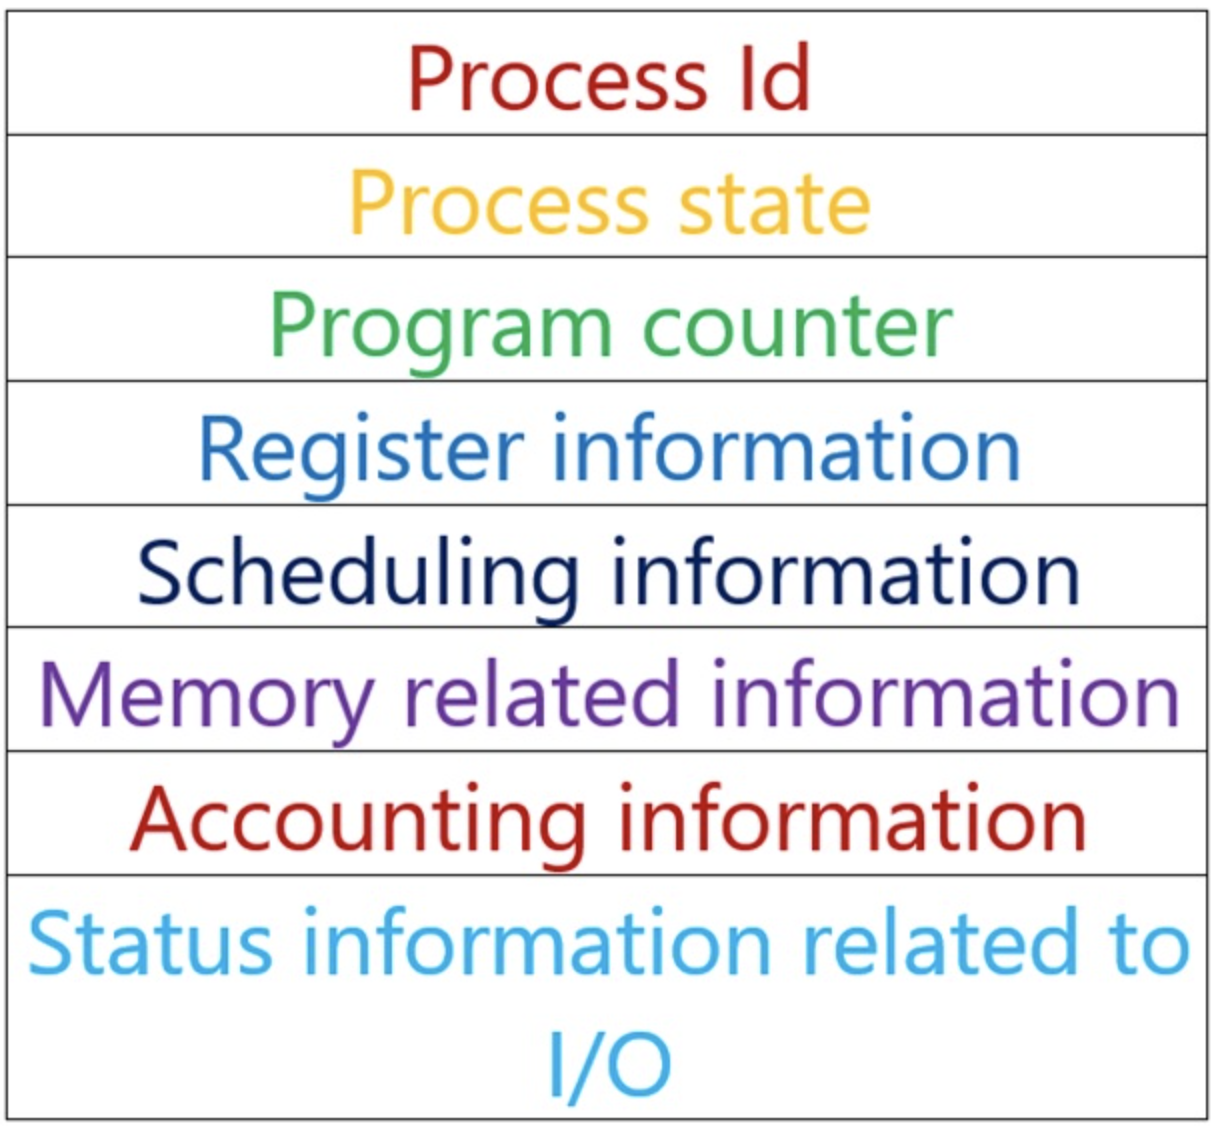 Process Id
Process state
Program counter
Register information
Scheduling information
Memory related information
Accounting information
Status information related to
I/O